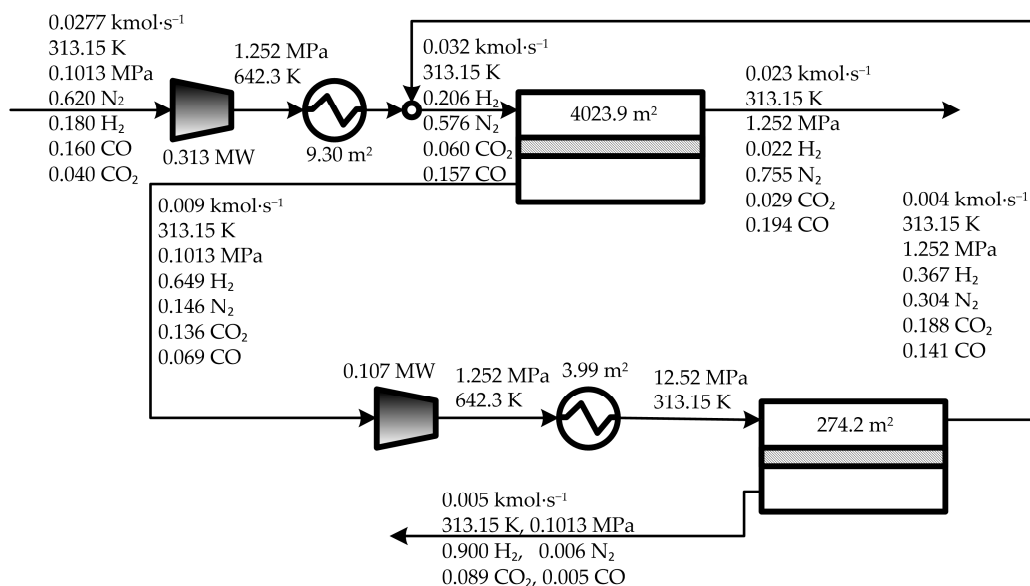 0.0277 kmol·s⁻¹
313.15 K
0.1013 MPa
0.620 N₂
0.180 H₂
0.160 CO
0.040 CO₂
0.313 MW
1.252 MPa
642.3 K
9.30 m²
0.032 kmol·s⁻¹
313.15 K
0.206 H₂
0.576 N₂
0.060 CO₂
0.157 CO
4023.9 m²
0.023 kmol·s⁻¹
313.15 K
1.252 MPa
0.022 H₂
0.755 N₂
0.029 CO₂
0.194 CO
0.004 kmol·s⁻¹
313.15 K
1.252 MPa
0.367 H₂
0.304 N₂
0.188 CO₂
0.141 CO
0.009 kmol·s⁻¹
313.15 K
0.1013 MPa
0.649 H₂
0.146 N₂
0.136 CO₂
0.069 CO
0.107 MW
1.252 MPa
642.3 K
3.99 m²
12.52 MPa
313.15 K
274.2 m²
0.005 kmol·s⁻¹
313.15 K, 0.1013 MPa
0.900 H₂, 0.006 N₂
0.089 CO₂, 0.005 CO